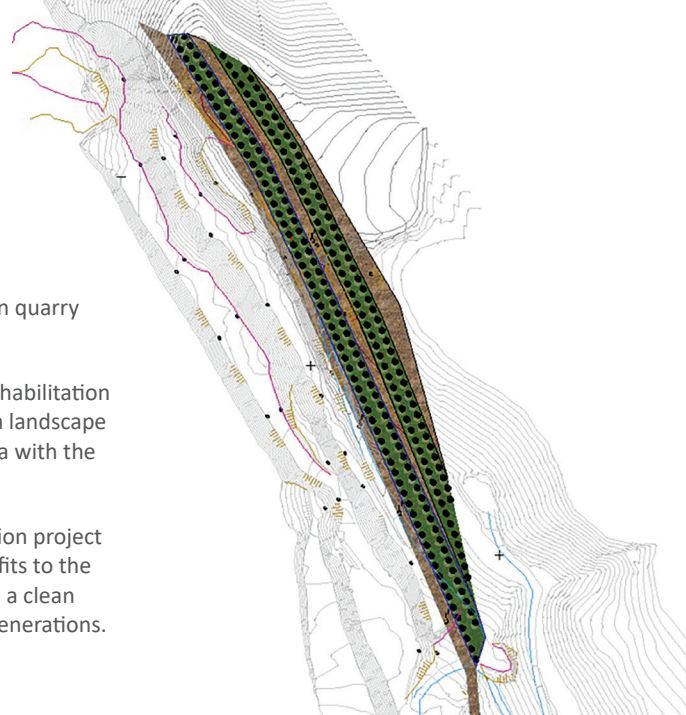 n quarry
habilitation
landscape
a with the
ion project
fits to the
a clean
enerations.